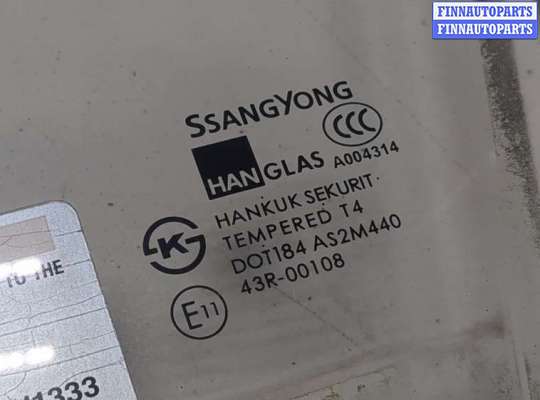 FINNAUTOPARTS
FINNAUTOPARTS
SSANGYONG
CCC
HANGLAS A004314
HANKUK SEKURIT.
K
TEMPERED T4
DOT184 AS2M440
43R-00108
E11
TO THE
1333